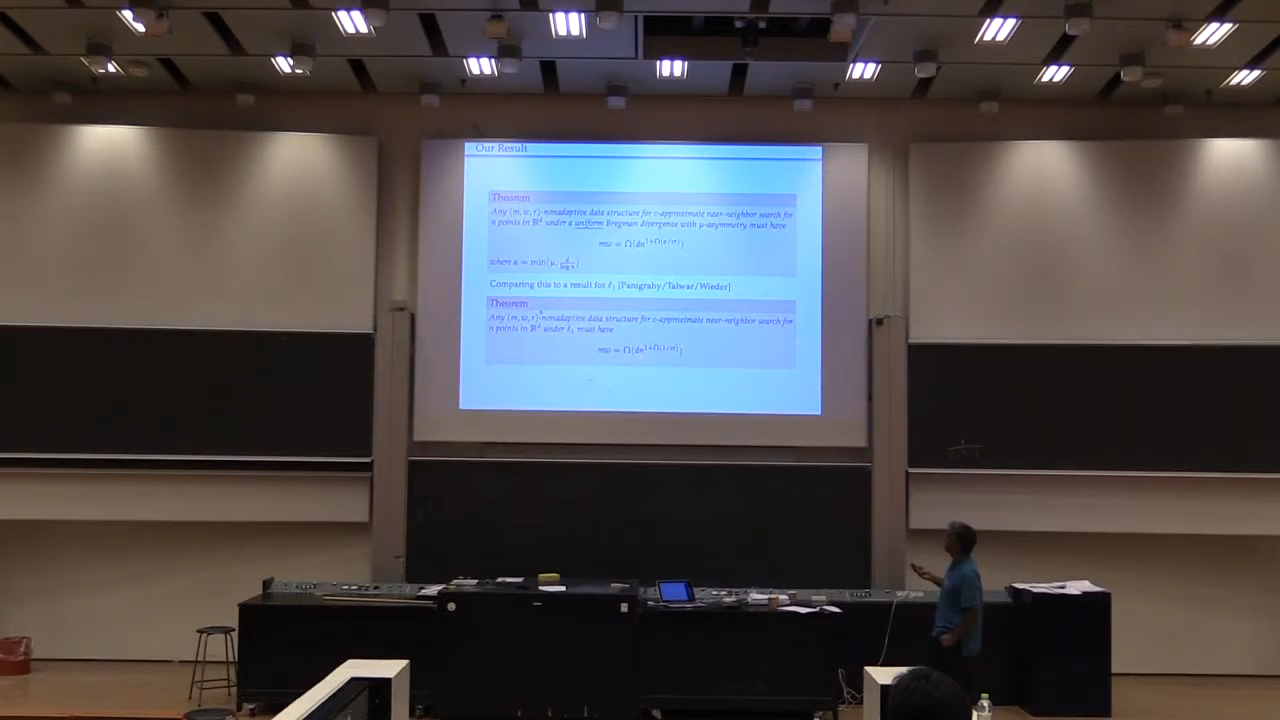 Our Result
Theorem
Any (m, w, r)-nonadaptive data structure for c-approximate near-neighbor search for
n points in ℝ^d under a uniform Bregman divergence with μ-asymmetry must have
mw = Ω(dn^{1+Ω(a/cr)})
where a = min(μ, d/log n)
Comparing this to a result for ℓ₁ [Panigrahy/Talwar/Wieder]:
Theorem
Any (m, w, r)-nonadaptive data structure for c-approximate near-neighbor search for
n points in ℝ^d under ℓ₁ must have
mw = Ω(dn^{1+Ω(1/cr)})